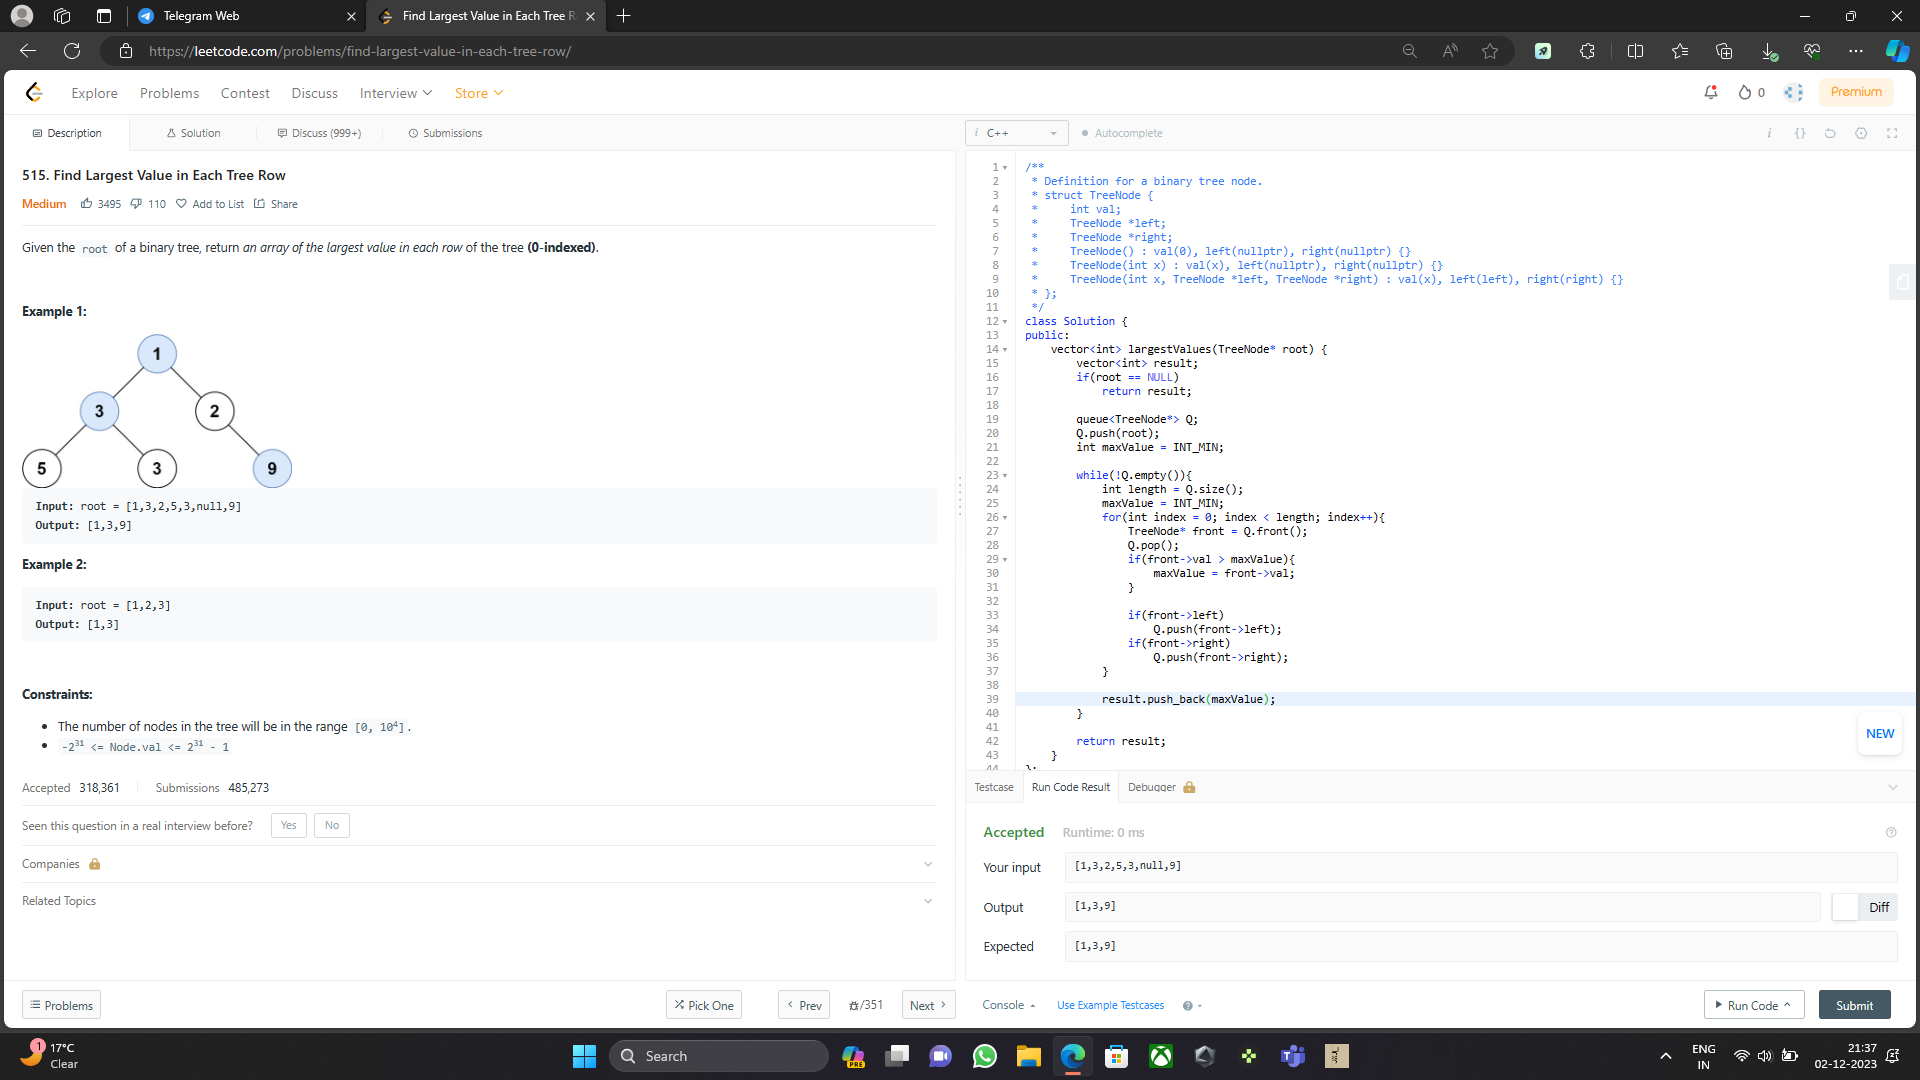 Telegram Web
Find Largest Value in Each Tree R
https://leetcode.com/problems/find-largest-value-in-each-tree-row/
Explore Problems Contest Discuss Interview Store
0 Premium
Description Solution Discuss (999+) Submissions
515. Find Largest Value in Each Tree Row
Medium 3495 110 Add to List Share
Given the root of a binary tree, return an array of the largest value in each row of the tree (0-indexed).
Example 1:
1
3 2
5 3 9
Input: root = [1,3,2,5,3,null,9]
Output: [1,3,9]
Example 2:
Input: root = [1,2,3]
Output: [1,3]
Constraints:
• The number of nodes in the tree will be in the range [0, 10⁴].
• -2³¹ <= Node.val <= 2³¹ - 1
Accepted 318,361 Submissions 485,273
Seen this question in a real interview before? Yes No
Companies
Related Topics
Problems Pick One Prev /351 Next
i C++ Autocomplete
1 /**
2  * Definition for a binary tree node.
3  * struct TreeNode {
4  *     int val;
5  *     TreeNode *left;
6  *     TreeNode *right;
7  *     TreeNode() : val(0), left(nullptr), right(nullptr) {}
8  *     TreeNode(int x) : val(x), left(nullptr), right(nullptr) {}
9  *     TreeNode(int x, TreeNode *left, TreeNode *right) : val(x), left(left), right(right) {}
10  * };
11  */
12 class Solution {
13 public:
14     vector<int> largestValues(TreeNode* root) {
15         vector<int> result;
16         if(root == NULL)
17             return result;
18
19         queue<TreeNode*> Q;
20         Q.push(root);
21         int maxValue = INT_MIN;
22
23         while(!Q.empty()){
24             int length = Q.size();
25             maxValue = INT_MIN;
26             for(int index = 0; index < length; index++){
27                 TreeNode* front = Q.front();
28                 Q.pop();
29                 if(front->val > maxValue){
30                     maxValue = front->val;
31                 }
32
33                 if(front->left)
34                     Q.push(front->left);
35                 if(front->right)
36                     Q.push(front->right);
37             }
38
39             result.push_back(maxValue);
40         }
41
42         return result;
43     }
44 };
NEW
Testcase Run Code Result Debugger
Accepted Runtime: 0 ms
Your input [1,3,2,5,3,null,9]
Output [1,3,9] Diff
Expected [1,3,9]
Console Use Example Testcases Run Code Submit
1 17°C
Clear
Search
PRE
ENG
IN
21:37
02-12-2023